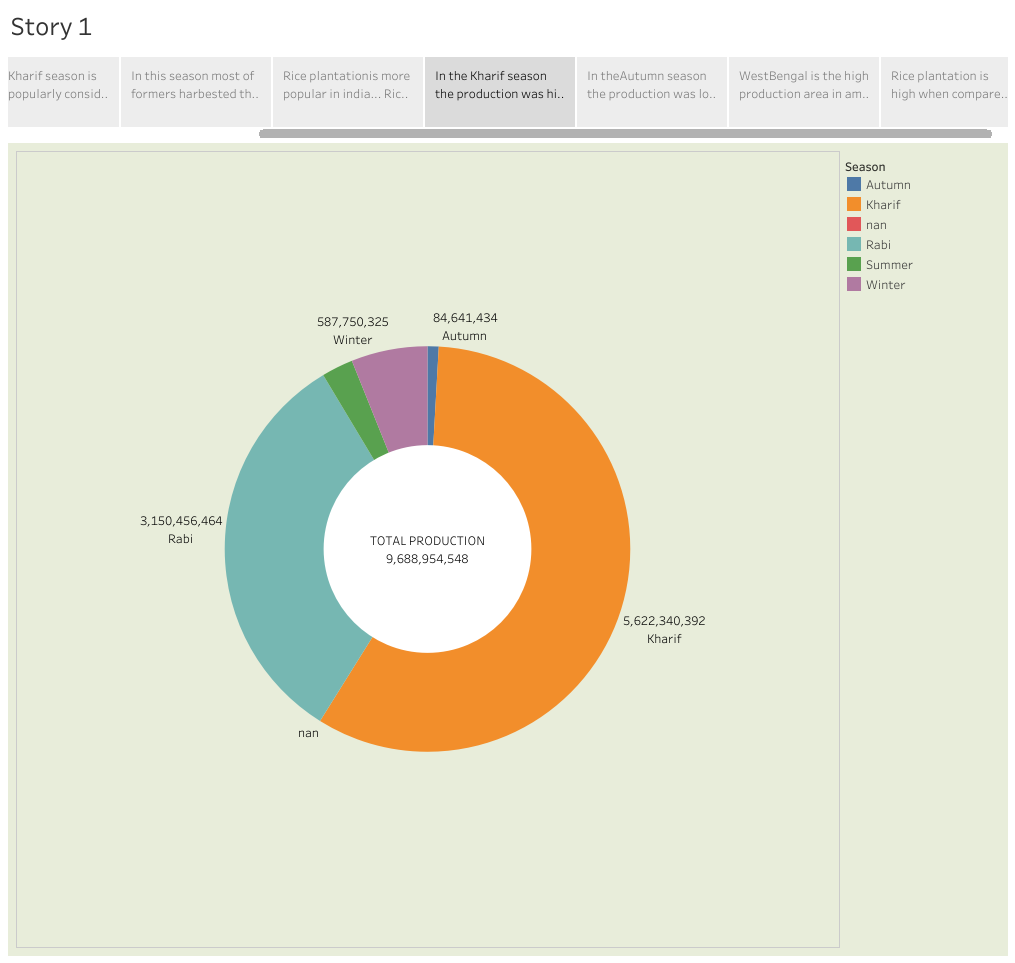 Story 1
Kharif season is
popularly consid..
In this season most of
formers harbested th..
Rice plantationis more
popular in india... Ric..
In the Kharif season
the production was hi..
In theAutumn season
the production was lo..
WestBengal is the high
production area in am..
Rice plantation is
high when compare..
Season
Autumn
Kharif
nan
Rabi
Summer
Winter
587,750,325
Winter
84,641,434
Autumn
3,150,456,464
Rabi
TOTAL PRODUCTION
9,688,954,548
5,622,340,392
Kharif
nan